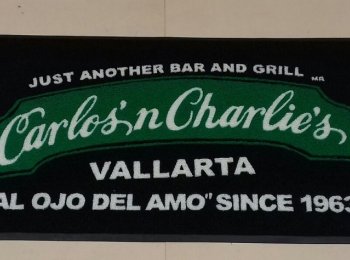 JUST ANOTHER BAR AND GRILL MR
Carlos'n Charlie's
VALLARTA
AL OJO DEL AMO" SINCE 1963